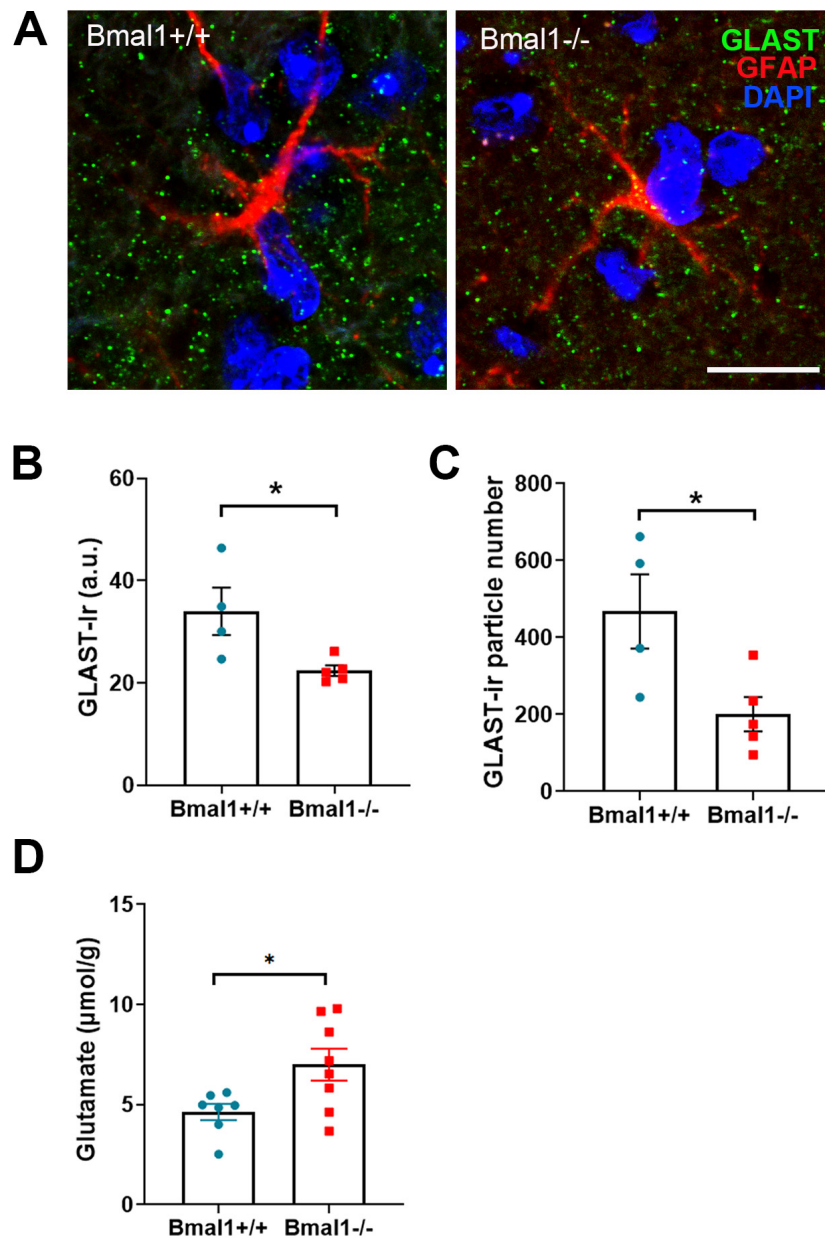 A
Bmal1+/+
Bmal1-/-
GLAST
GFAP
DAPI
B
GLAST-Ir (a.u.)
60
40
20
0
*
Bmal1+/+
Bmal1-/-
C
GLAST-ir particle number
800
600
400
200
0
*
Bmal1+/+
Bmal1-/-
D
Glutamate (µmol/g)
15
10
5
0
*
Bmal1+/+
Bmal1-/-